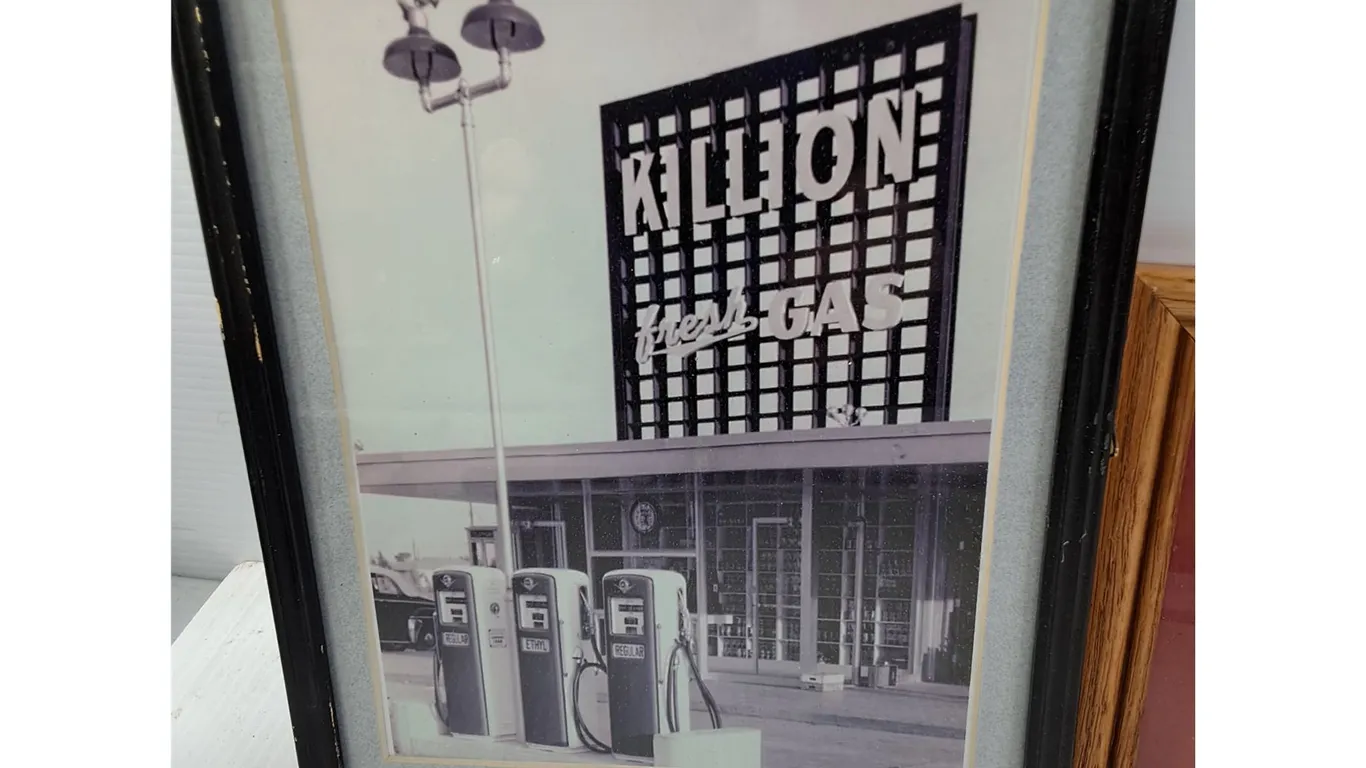 KILLION
fresh GAS
REGULAR
ETHYL
REGULAR